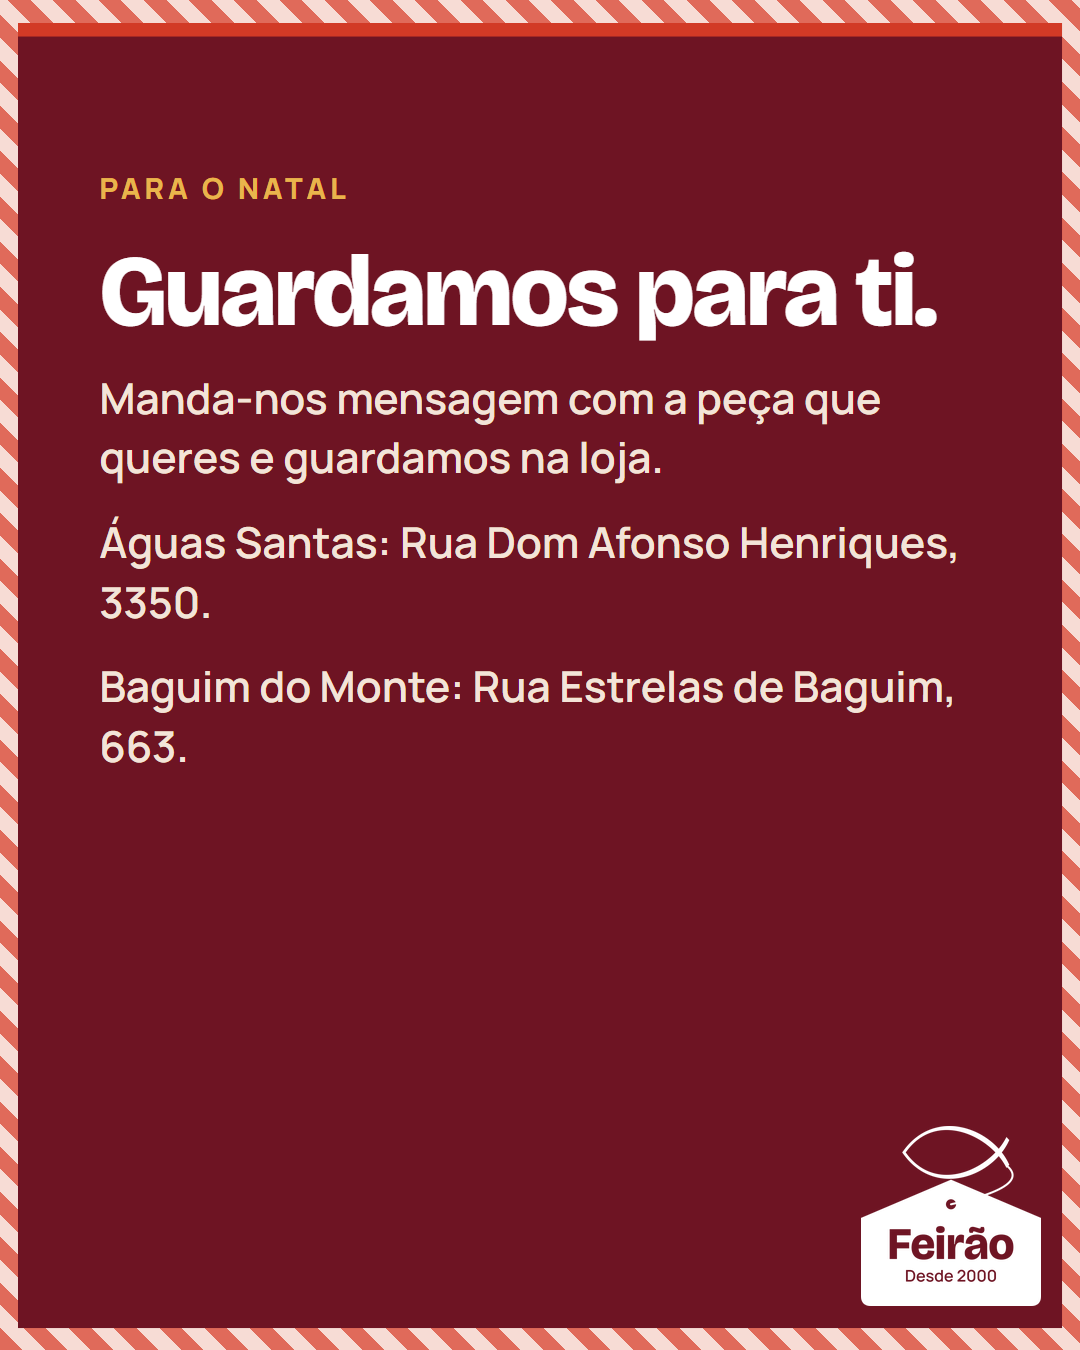 PARA O NATAL
Guardamos para ti.
Manda-nos mensagem com a peça que
queres e guardamos na loja.
Águas Santas: Rua Dom Afonso Henriques,
3350.
Baguim do Monte: Rua Estrelas de Baguim,
663.
Feirão
Desde 2000